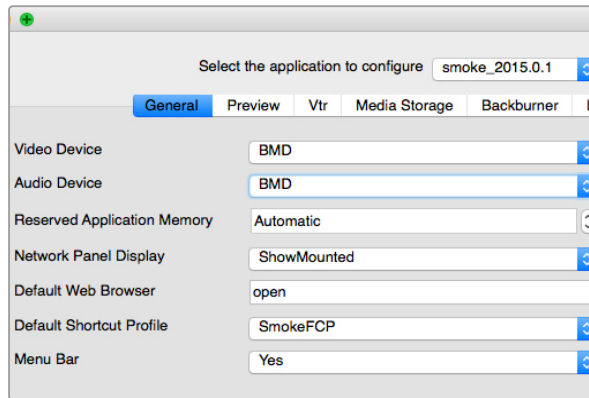 Select the application to configure smoke_2015.0.1
General Preview Vtr Media Storage Backburner
Video Device BMD
Audio Device BMD
Reserved Application Memory Automatic
Network Panel Display ShowMounted
Default Web Browser open
Default Shortcut Profile SmokeFCP
Menu Bar Yes